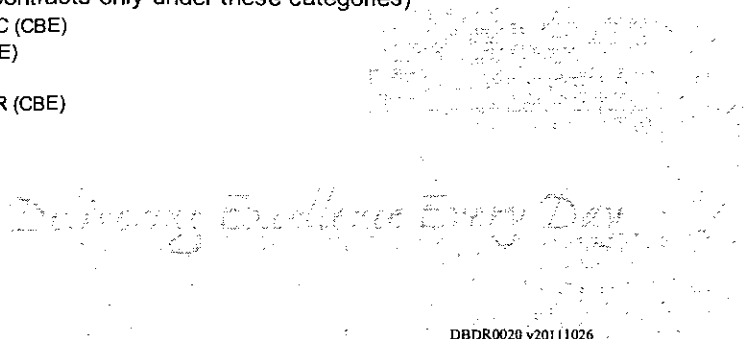 contracts only under these categories)
C (CBE)
E)
R (CBE)
Delivering Excellence Every Day
DBDR0020 v20111026